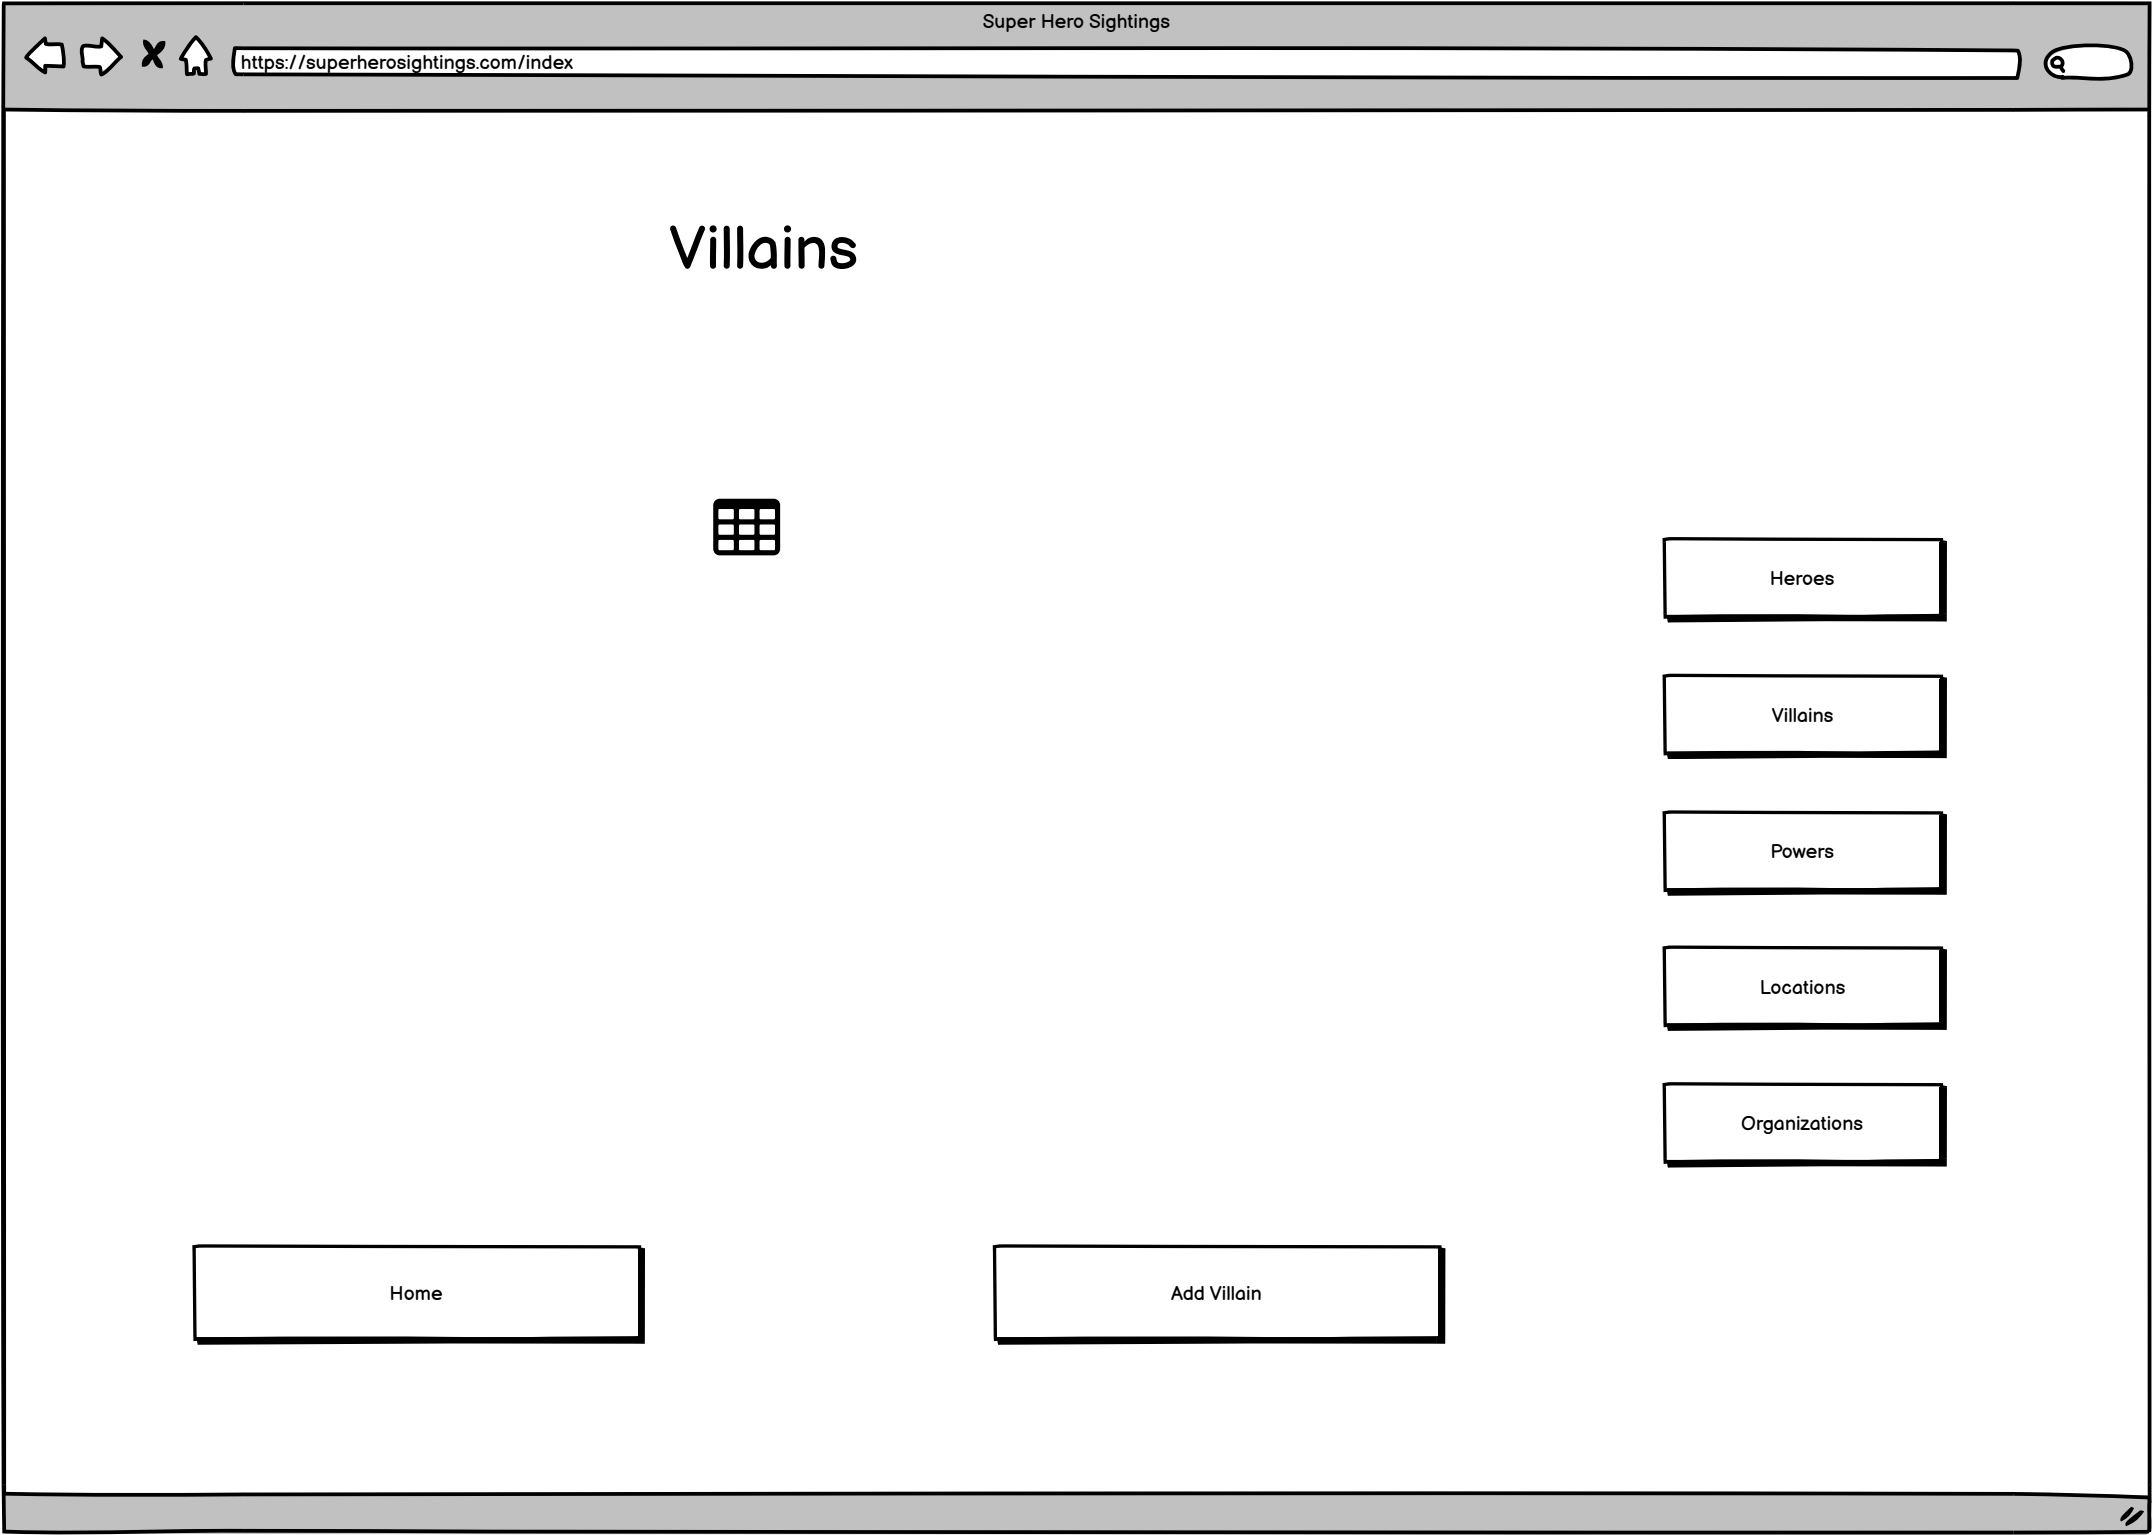 Super Hero Sightings
https://superherosightings.com/index
Villains
Heroes
Villains
Powers
Locations
Organizations
Home
Add Villain